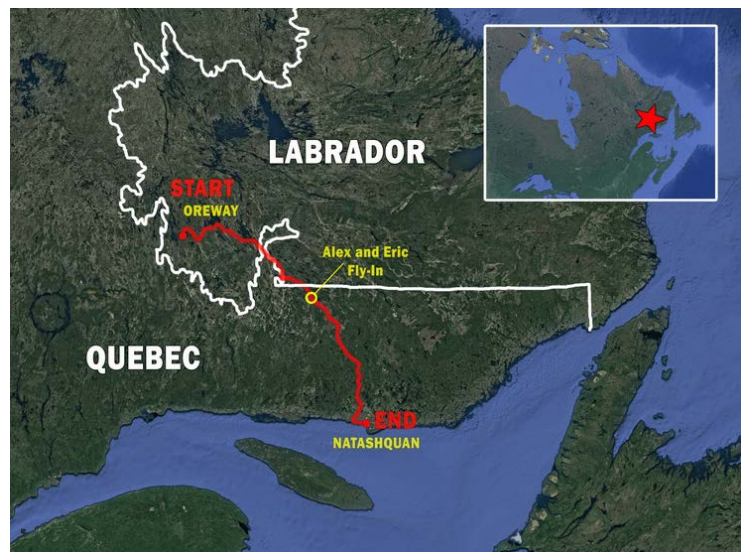 LABRADOR
START
OREWAY
Alex and Eric
Fly-In
QUEBEC
END
NATASHQUAN